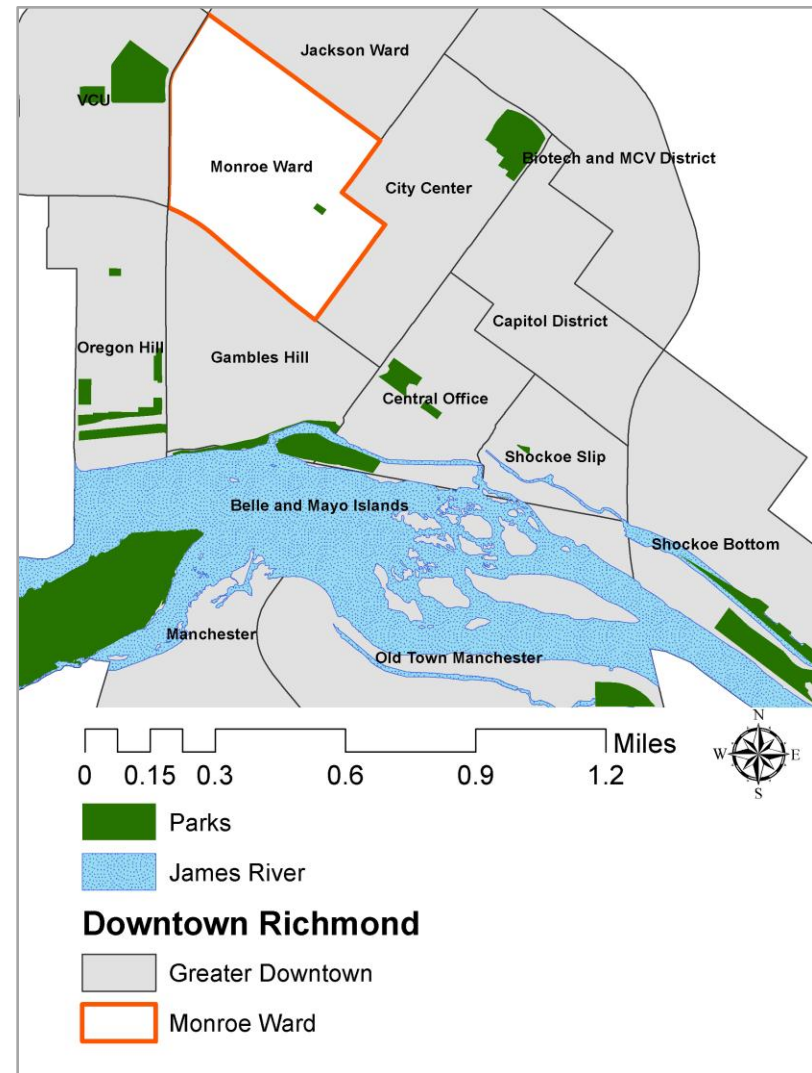 Jackson Ward
VCU
Monroe Ward
Biotech and MCV District
City Center
Capitol District
Oregon Hill
Gambles Hill
Central Office
Shockoe Slip
Belle and Mayo Islands
Shockoe Bottom
Manchester
Old Town Manchester
Miles
0 0.15 0.3 0.6 0.9 1.2
N
W E
S
Parks
James River
Downtown Richmond
Greater Downtown
Monroe Ward